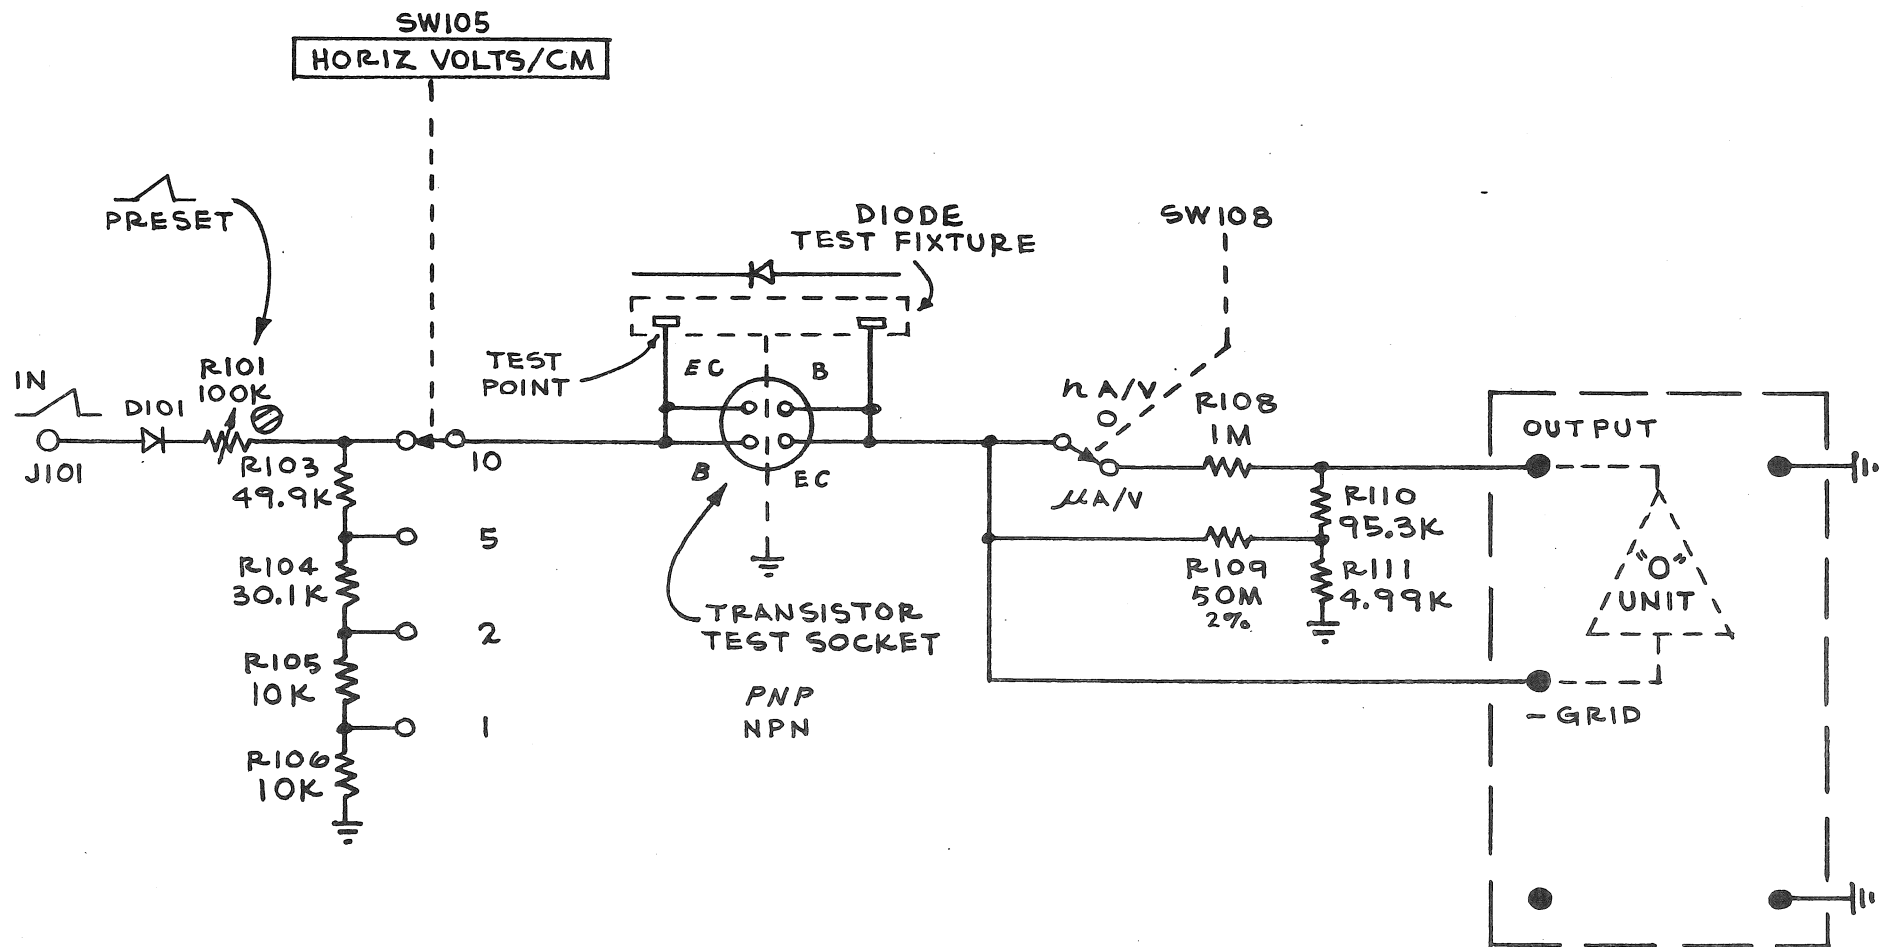 SW105
HORIZ VOLTS/CM
PRESET
IN
J101
D101
R101
100K
R103
49.9K
R104
30.1K
R105
10K
R106
10K
10
5
2
1
TEST
POINT
DIODE
TEST FIXTURE
EC
B
B
EC
TRANSISTOR
TEST SOCKET
PNP
NPN
SW108
nA/V
μA/V
R108
1M
R109
50M
2%
R110
95.3K
R111
4.99K
OUTPUT
"O"
UNIT
-GRID